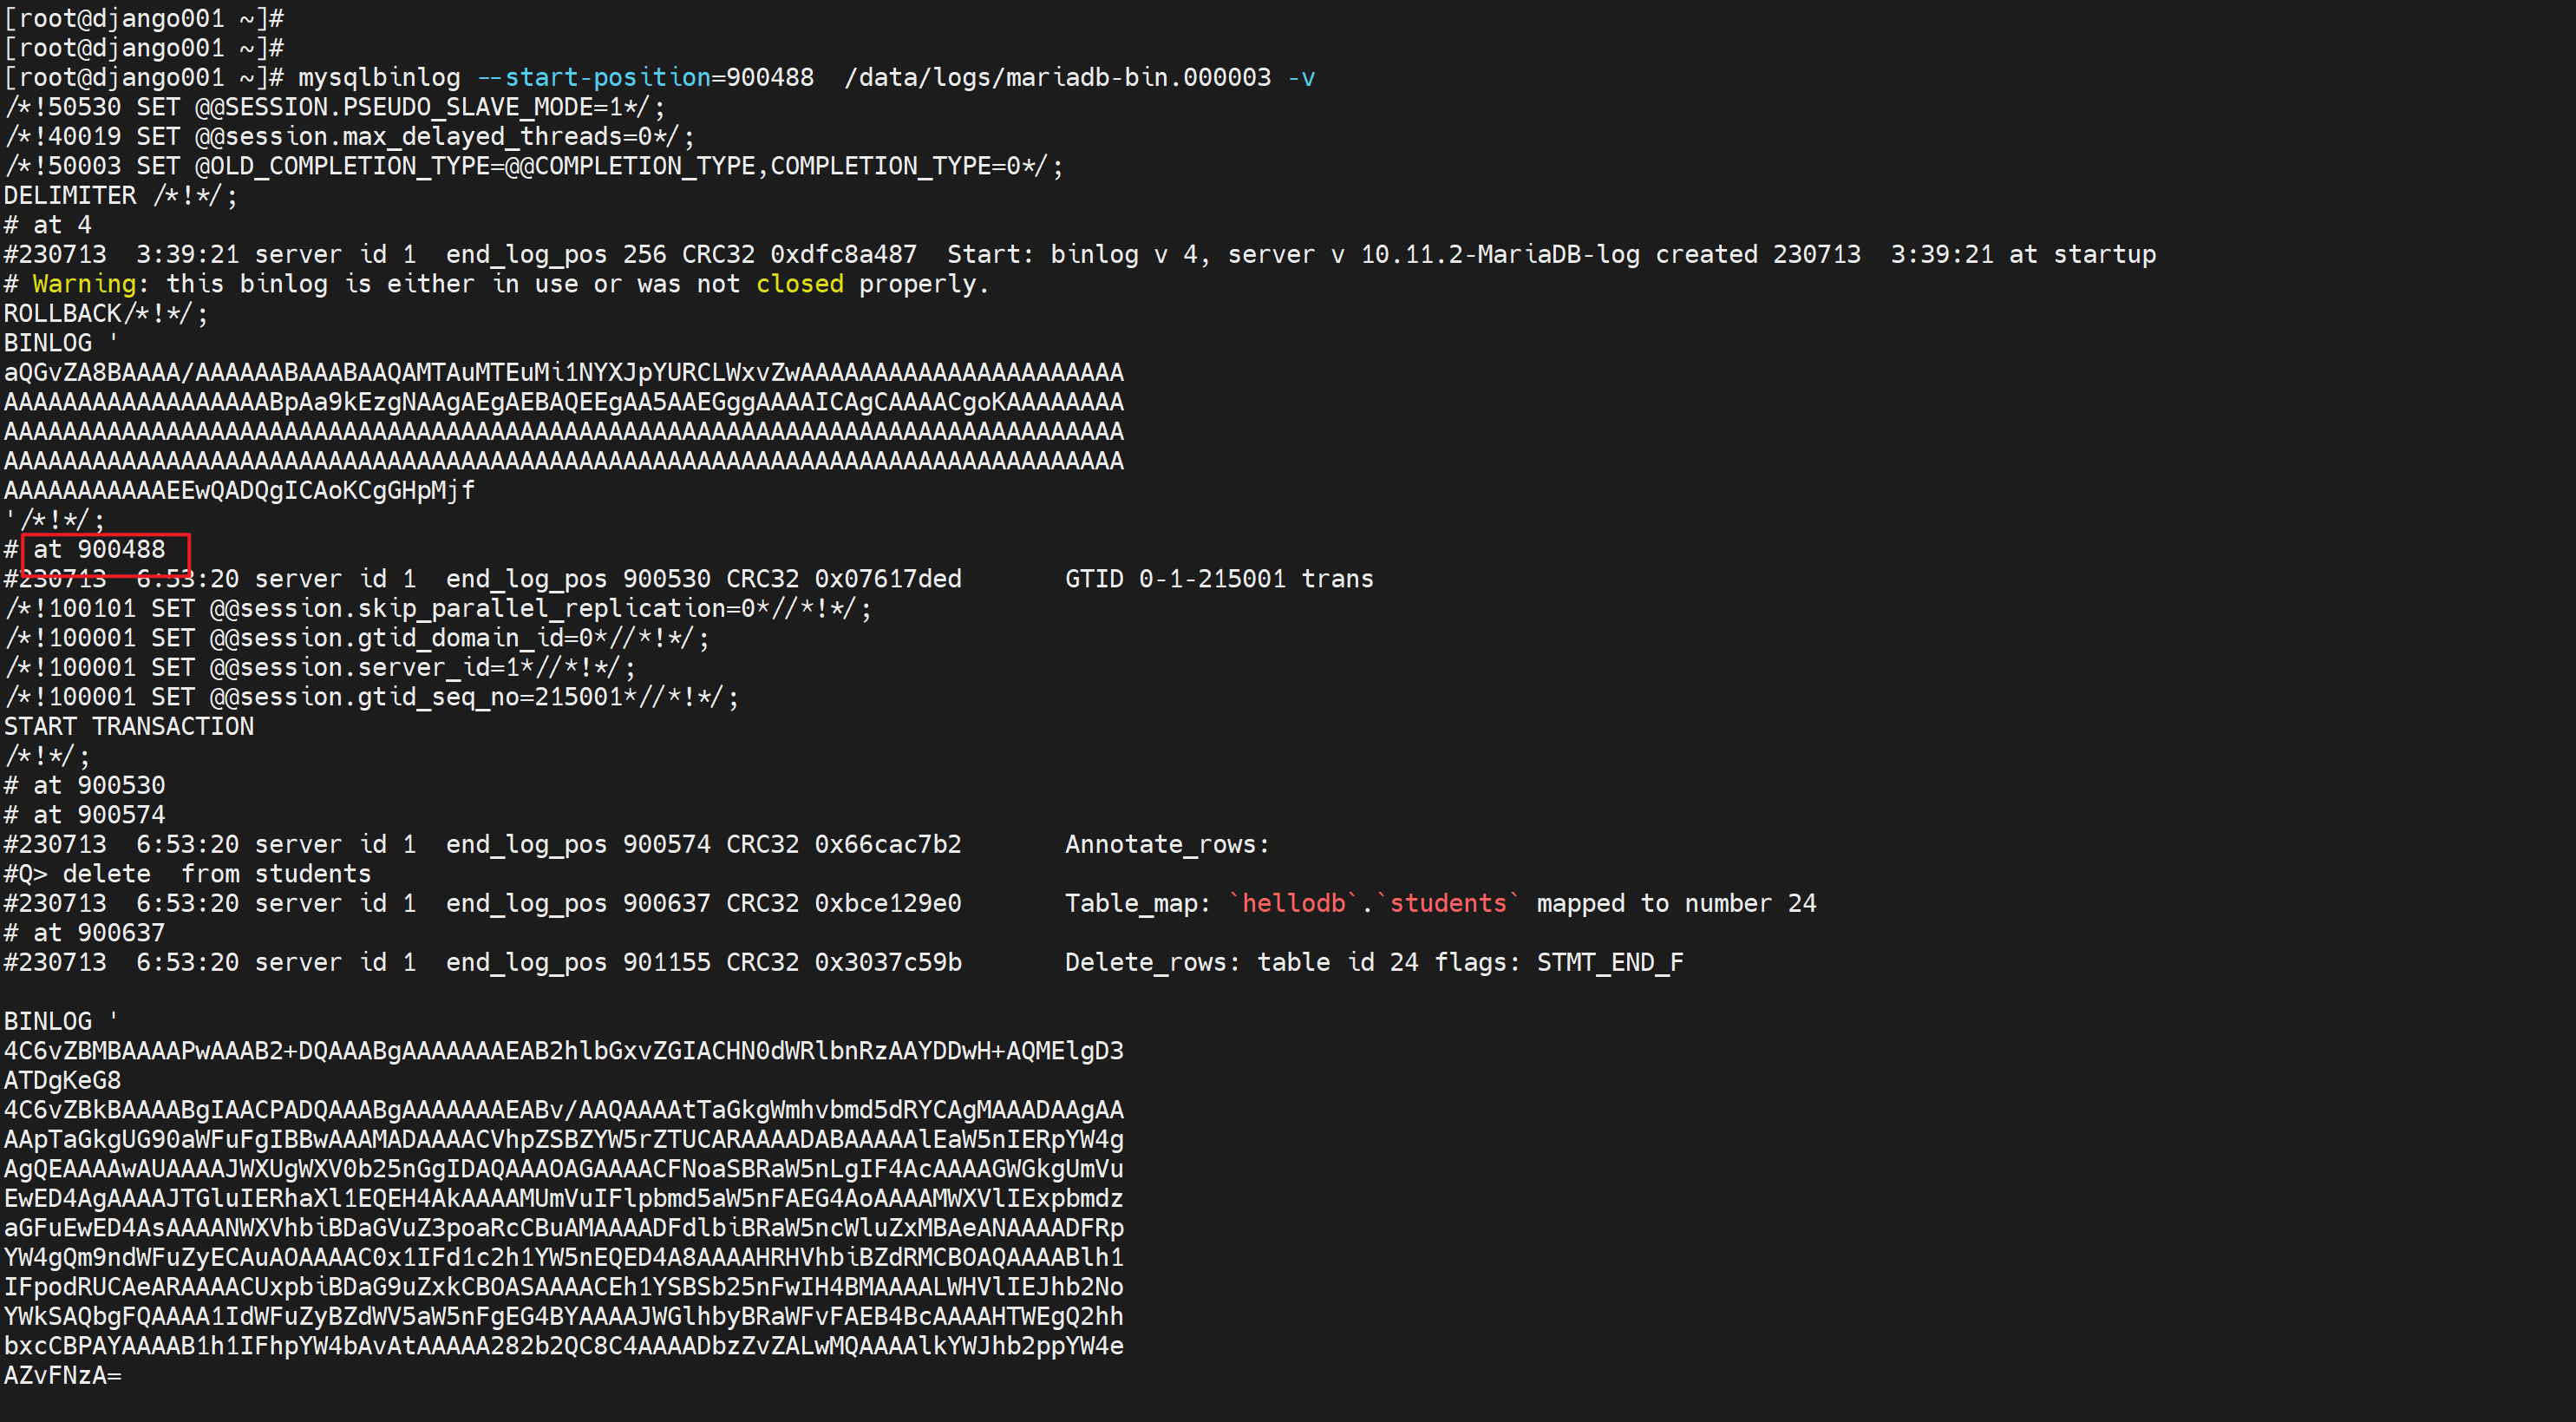 [root@django001 ~]#
[root@django001 ~]#
[root@django001 ~]# mysqlbinlog --start-position=900488  /data/logs/mariadb-bin.000003 -v
/*!50530 SET @@SESSION.PSEUDO_SLAVE_MODE=1*/;
/*!40019 SET @@session.max_delayed_threads=0*/;
/*!50003 SET @OLD_COMPLETION_TYPE=@@COMPLETION_TYPE,COMPLETION_TYPE=0*/;
DELIMITER /*!*/;
# at 4
#230713  3:39:21 server id 1  end_log_pos 256 CRC32 0xdfc8a487  Start: binlog v 4, server v 10.11.2-MariaDB-log created 230713  3:39:21 at startup
# Warning: this binlog is either in use or was not closed properly.
ROLLBACK/*!*/;
BINLOG '
aQGvZA8BAAAA/AAAAAABAAABAAQAMTAuMTEuMi1NYXJpYURCLWxvZwAAAAAAAAAAAAAAAAAAAAAA
AAAAAAAAAAAAAAAAAABpAa9kEzgNAAgAEgAEBAQEEgAA5AAEGggAAAAICAgCAAAACgoKAAAAAAAA
AAAAAAAAAAAAAAAAAAAAAAAAAAAAAAAAAAAAAAAAAAAAAAAAAAAAAAAAAAAAAAAAAAAAAAAAAAAA
AAAAAAAAAAAAAAAAAAAAAAAAAAAAAAAAAAAAAAAAAAAAAAAAAAAAAAAAAAAAAAAAAAAAAAAAAAAA
AAAAAAAAAAAEEwQADQgICAoKCgGHpMjf
'/*!*/;
# at 900488
#230713  6:53:20 server id 1  end_log_pos 900530 CRC32 0x07617ded       GTID 0-1-215001 trans
/*!100101 SET @@session.skip_parallel_replication=0*//*!*/;
/*!100001 SET @@session.gtid_domain_id=0*//*!*/;
/*!100001 SET @@session.server_id=1*//*!*/;
/*!100001 SET @@session.gtid_seq_no=215001*//*!*/;
START TRANSACTION
/*!*/;
# at 900530
# at 900574
#230713  6:53:20 server id 1  end_log_pos 900574 CRC32 0x66cac7b2       Annotate_rows:
#Q> delete  from students
#230713  6:53:20 server id 1  end_log_pos 900637 CRC32 0xbce129e0       Table_map: `hellodb`.`students` mapped to number 24
# at 900637
#230713  6:53:20 server id 1  end_log_pos 901155 CRC32 0x3037c59b       Delete_rows: table id 24 flags: STMT_END_F
BINLOG '
4C6vZBMBAAAAPwAAAB2+DQAAABgAAAAAAAEAB2hlbGxvZGIACHN0dWRlbnRzAAYDDwH+AQMElgD3
ATDgKeG8
4C6vZBkBAAAABgIAACPADQAAABgAAAAAAAEABv/AAQAAAAtTaGkgWmhvbmd5dRYCAgMAAADAAgAA
AApTaGkgUG90aWFuFgIBBwAAAMADAAAACVhpZSBZYW5rZTUCARAAAADABAAAAAlEaW5nIERpYW4g
AgQEAAAAwAUAAAAJWXUgWXV0b25nGgIDAQAAAOAGAAAACFNoaSBRaW5nLgIF4AcAAAAGWGkgUmVu
EwED4AgAAAAJTGluIERhaXl1EQEH4AkAAAAMUmVuIFlpbmd5aW5nFAEG4AoAAAAMWXVlIExpbmdz
aGFuEwED4AsAAAANWXVhbiBDaGVuZ3poaRcCBuAMAAAADFdlbiBRaW5ncWluZxMBAeANAAAADFRp
YW4gQm9ndWFuZyECAuAOAAAAC0x1IFd1c2h1YW5nEQED4A8AAAAHRHVhbiBZdRMCBOAQAAAABlh1
IFpodRUCAeARAAAACUxpbiBDaG9uZxkCBOASAAAACEh1YSBSb25nFwIH4BMAAAALWHVlIEJhb2No
YWkSAQbgFQAAAA1IdWFuZyBZdWV5aW5nFgEG4BYAAAAJWGlhbyBRaWFvFAEB4BcAAAAHTWEgQ2hh
bxcCBPAYAAAAB1h1IFhpYW4bAvAtAAAAA282b2QC8C4AAAADbzZvZALwMQAAAAlkYWJhb2ppYW4e
AZvFNzA=